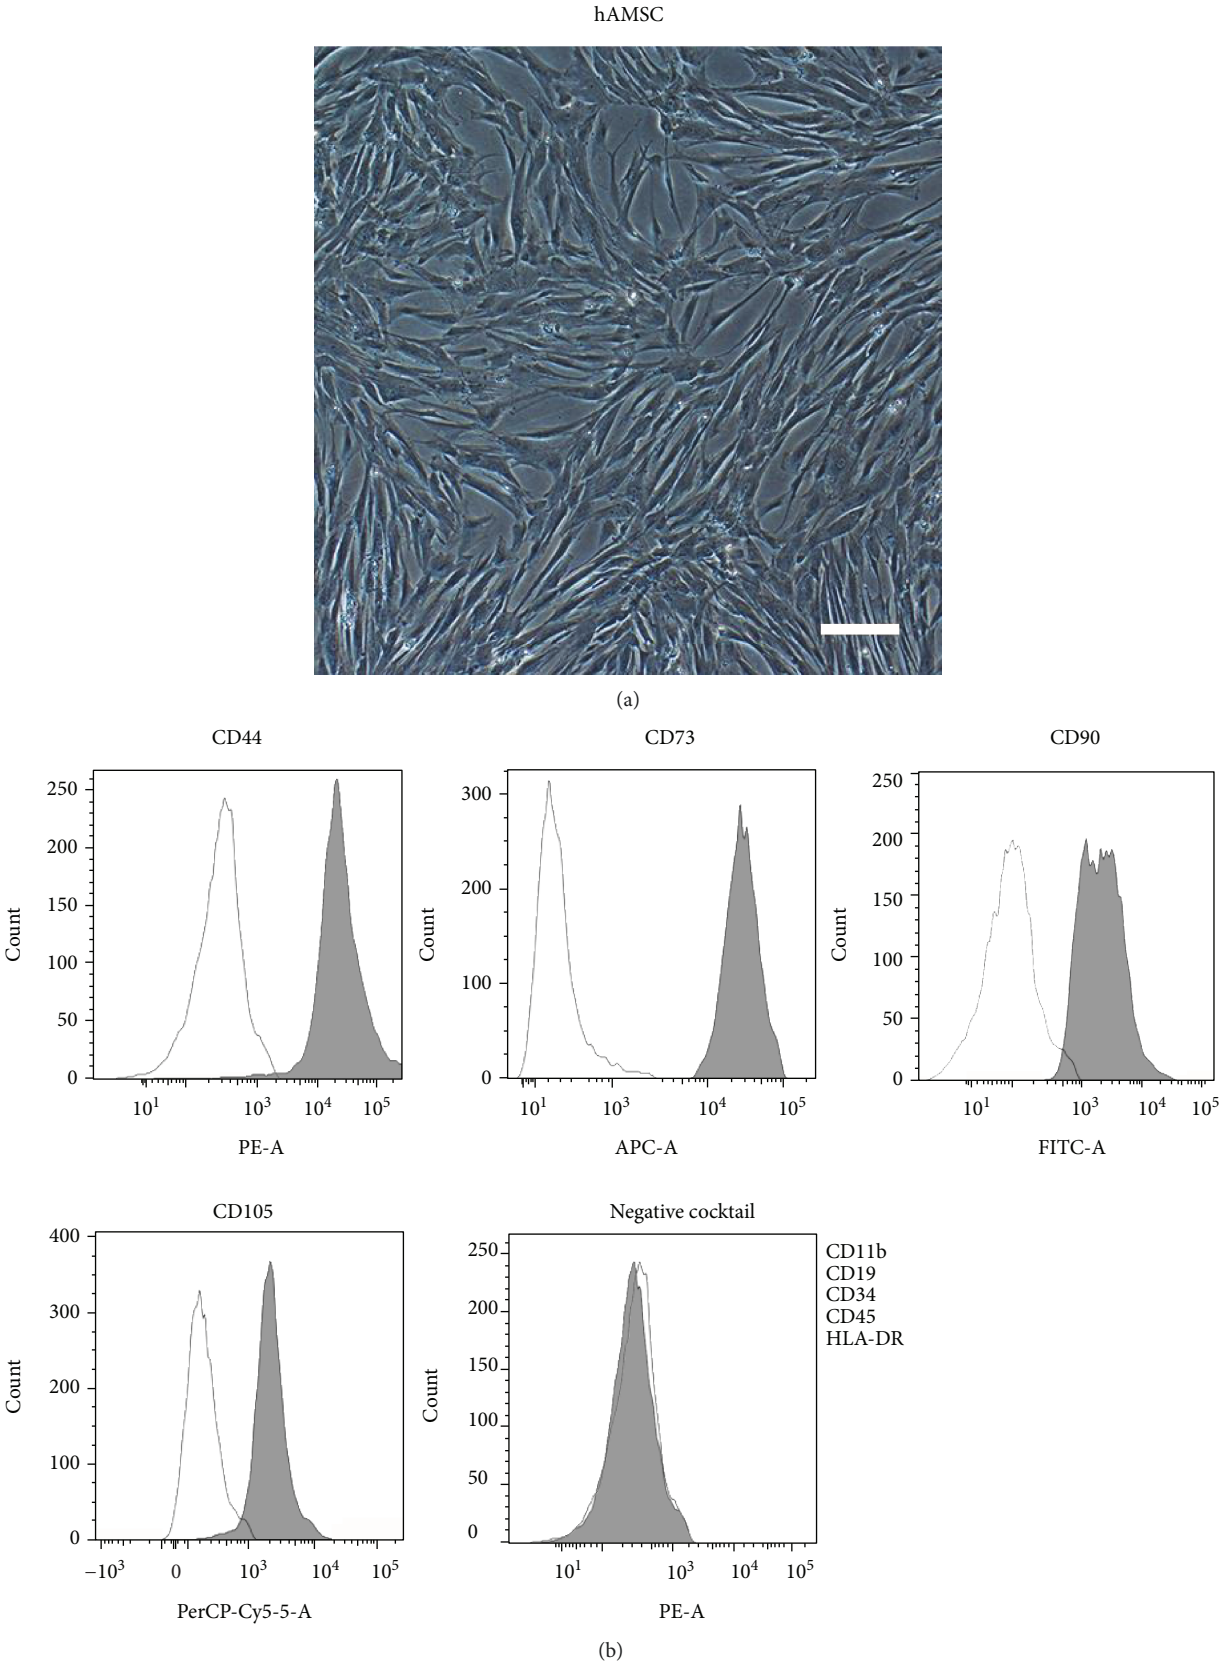 hAMSC
(a)
CD44
CD73
CD90
250
200
150
100
50
0
Count
10¹ 10³ 10⁴ 10⁵
PE-A
300
200
100
0
Count
10¹ 10³ 10⁴ 10⁵
APC-A
250
200
150
100
50
0
Count
10¹ 10³ 10⁴ 10⁵
FITC-A
CD105
400
300
200
100
0
Count
−10³ 0 10³ 10⁴ 10⁵
PerCP-Cy5-5-A
Negative cocktail
250
200
150
100
50
0
Count
10¹ 10³ 10⁴ 10⁵
PE-A
CD11b
CD19
CD34
CD45
HLA-DR
(b)